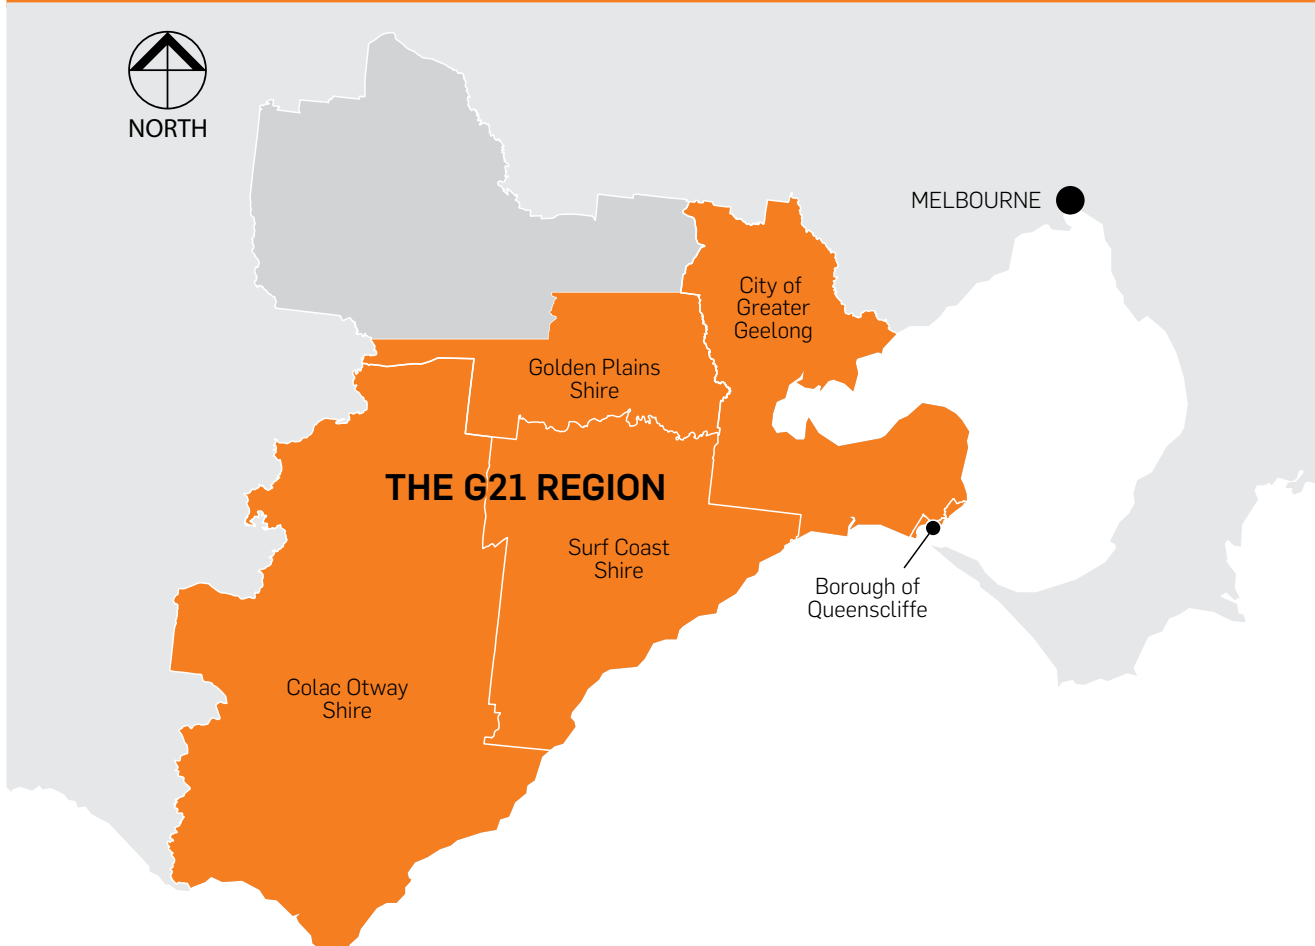 NORTH
MELBOURNE
City of
Greater
Geelong
Golden Plains
Shire
THE G21 REGION
Surf Coast
Shire
Borough of
Queenscliffe
Colac Otway
Shire